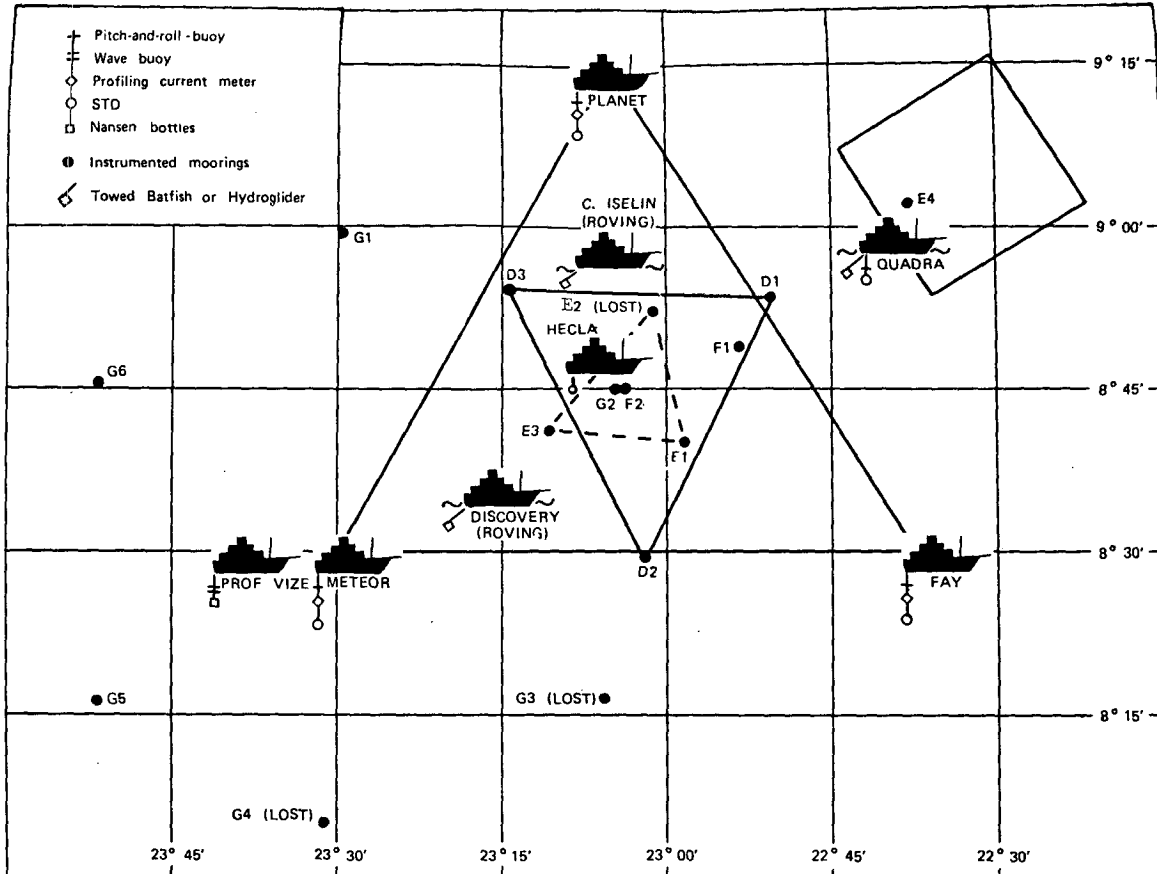 Pitch-and-roll-buoy
Wave buoy
Profiling current meter
STD
Nansen bottles
Instrumented moorings
Towed Batfish or Hydroglider
PLANET
9° 15'
C. ISELIN
(ROVING)
E4
9° 00'
G1
QUADRA
D3
D1
E2 (LOST)
HECLA
F1
G6
8° 45'
G2
F2
E3
E1
DISCOVERY
(ROVING)
8° 30'
D2
PROF VIZE
METEOR
FAY
G5
G3 (LOST)
8° 15'
G4 (LOST)
23° 45'
23° 30'
23° 15'
23° 00'
22° 45'
22° 30'